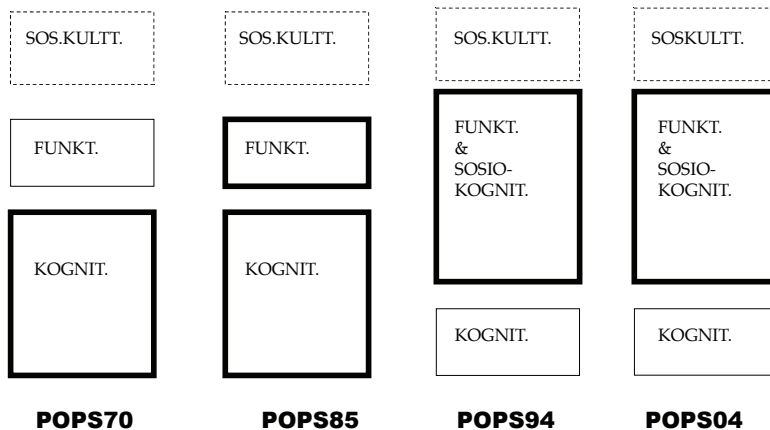 SOS.KULTT.
SOS.KULTT.
SOS.KULTT.
SOSKULTT.
FUNKT.
FUNKT.
FUNKT.
&
SOSIO-
KOGNIT.
FUNKT.
&
SOSIO-
KOGNIT.
KOGNIT.
KOGNIT.
KOGNIT.
KOGNIT.
POPS70
POPS85
POPS94
POPS04